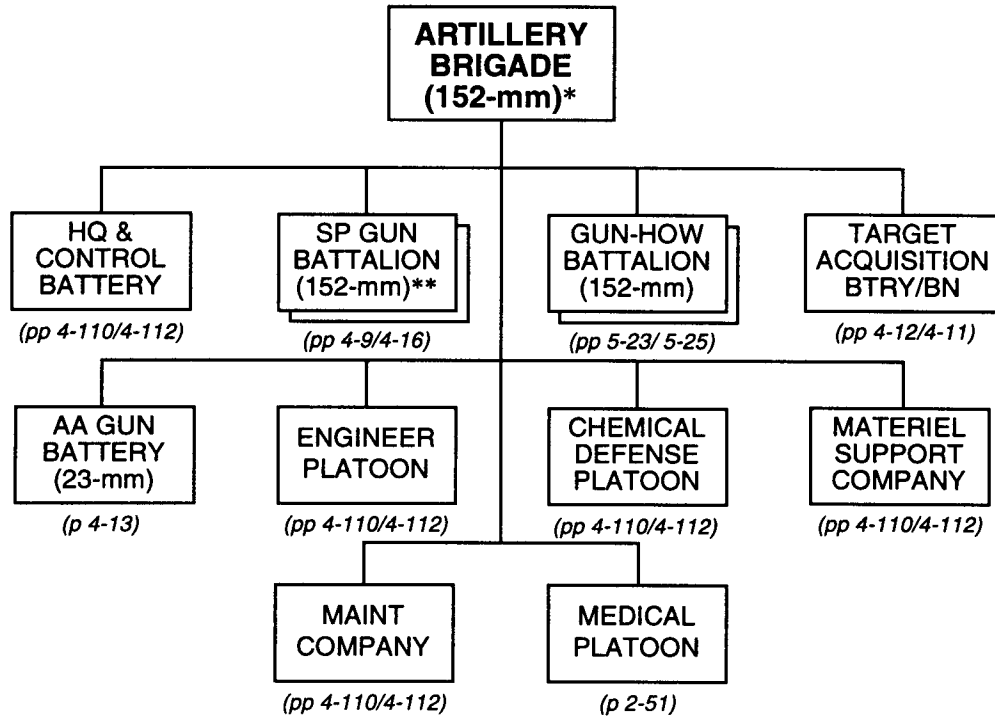 ARTILLERY
BRIGADE
(152-mm)*
HQ &
CONTROL
BATTERY
(pp 4-110/4-112)
SP GUN
BATTALION
(152-mm)**
(pp 4-9/4-16)
GUN-HOW
BATTALION
(152-mm)
(pp 5-23/ 5-25)
TARGET
ACQUISITION
BTRY/BN
(pp 4-12/4-11)
AA GUN
BATTERY
(23-mm)
(p 4-13)
ENGINEER
PLATOON
(pp 4-110/4-112)
CHEMICAL
DEFENSE
PLATOON
(pp 4-110/4-112)
MATERIEL
SUPPORT
COMPANY
(pp 4-110/4-112)
MAINT
COMPANY
(pp 4-110/4-112)
MEDICAL
PLATOON
(p 2-51)